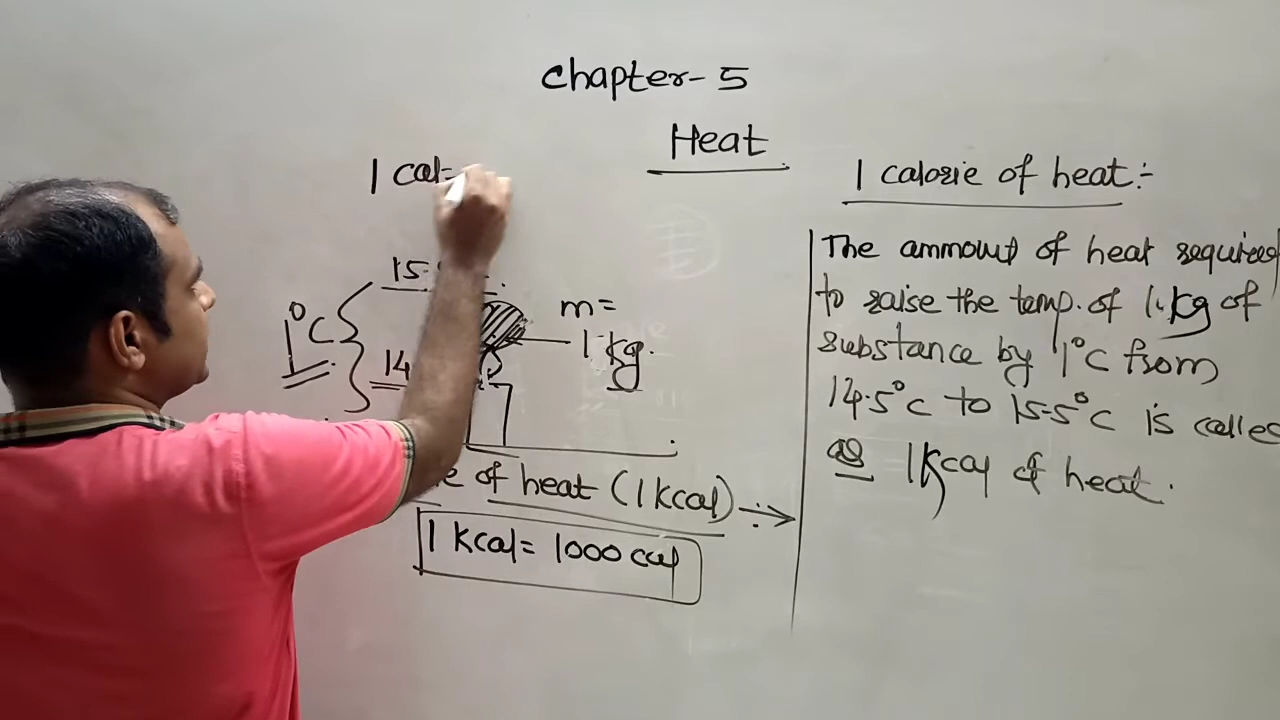 Chapter-5
Heat
1 cal=
1 calorie of heat:-
The ammount of heat required
to raise the temp. of 1 kg of
substance by 1°C from
14.5°C to 15.5°C is called
as 1 Kcal of heat.
15.
1°C
14
m=
1 kg.
of heat (1 Kcal)
1 Kcal = 1000 cal